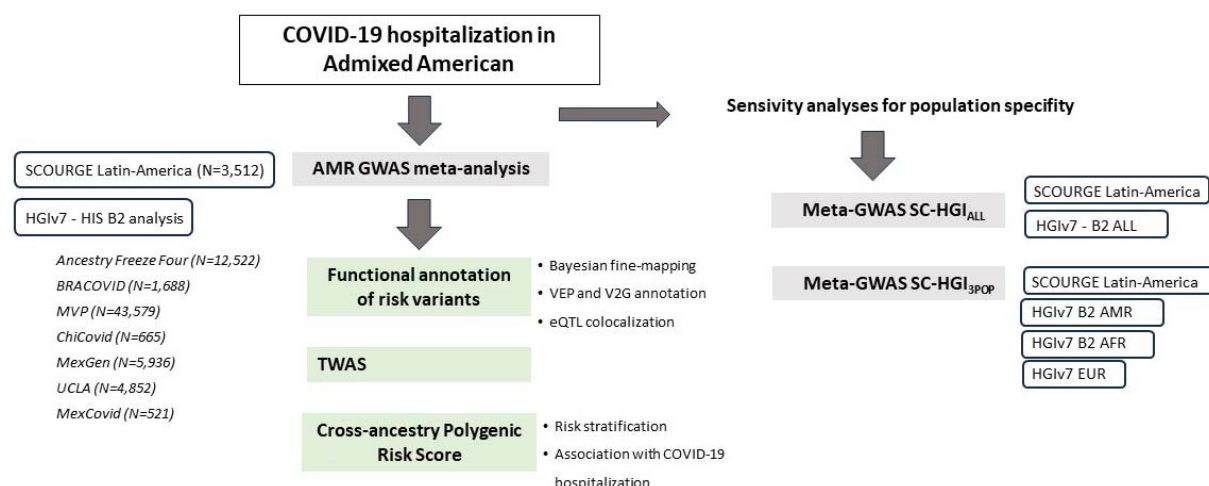 COVID-19 hospitalization in
Admixed American
Sensivity analyses for population specifity
SCOURGE Latin-America (N=3,512)
AMR GWAS meta-analysis
HGIv7 - HIS B2 analysis
Ancestry Freeze Four (N=12,522)
BRACOVID (N=1,688)
MVP (N=43,579)
ChiCovid (N=665)
MexGen (N=5,936)
UCLA (N=4,852)
MexCovid (N=521)
Functional annotation
of risk variants
• Bayesian fine-mapping
• VEP and V2G annotation
• eQTL colocalization
TWAS
Cross-ancestry Polygenic
Risk Score
• Risk stratification
• Association with COVID-19
hospitalization
Meta-GWAS SC-HGIALL
SCOURGE Latin-America
HGIv7 - B2 ALL
Meta-GWAS SC-HGI3POP
SCOURGE Latin-America
HGIv7 B2 AMR
HGIv7 B2 AFR
HGIv7 EUR